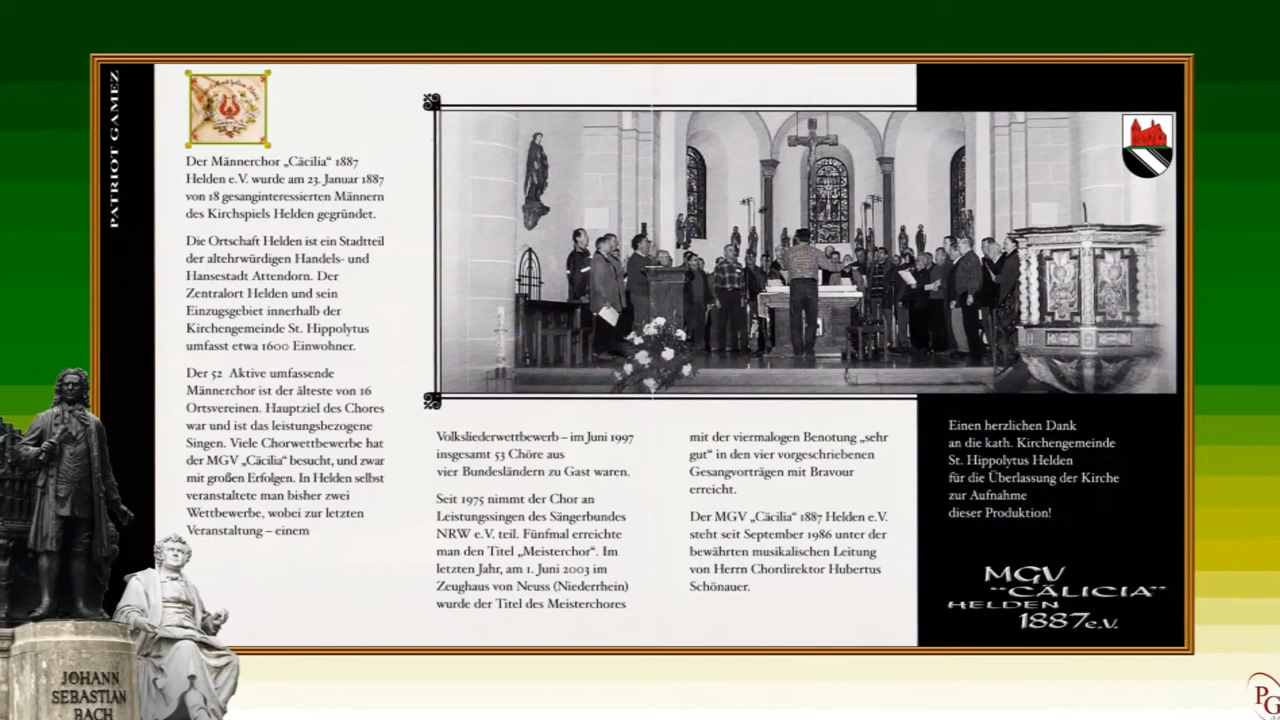 PATRIOT GAMEZ
Der Männerchor „Cäcilia“ 1887
Helden e.V. wurde am 23. Januar 1887
von 18 gesanginteressierten Männern
des Kirchspiels Helden gegründet.
Die Ortschaft Helden ist ein Stadtteil
der altehrwürdigen Handels- und
Hansestadt Attendorn. Der
Zentralort Helden und sein
Einzugsgebiet innerhalb der
Kirchengemeinde St. Hippolytus
umfasst etwa 1600 Einwohner.
Der 52 Aktive umfassende
Männerchor ist der älteste von 16
Ortsvereinen. Hauptziel des Chores
war und ist das leistungsbezogene
Singen. Viele Chorwettbewerbe hat
der MGV „Cäcilia“ besucht, und zwar
mit großen Erfolgen. In Helden selbst
veranstaltete man bisher zwei
Wettbewerbe, wobei zur letzten
Veranstaltung – einem
Volksliederwettbewerb – im Juni 1997
insgesamt 53 Chöre aus
vier Bundesländern zu Gast waren.
Seit 1975 nimmt der Chor an
Leistungssingen des Sängerbundes
NRW e.V. teil. Fünfmal erreichte
man den Titel „Meisterchor“. Im
letzten Jahr, am 1. Juni 2003 im
Zeughaus von Neuss (Niederrhein)
wurde der Titel des Meisterchores
mit der viermalogen Benotung „sehr
gut“ in den vier vorgeschriebenen
Gesangvorträgen mit Bravour
erreicht.
Der MGV „Cäcilia“ 1887 Helden e.V.
steht seit September 1986 unter der
bewährten musikalischen Leitung
von Herrn Chordirektor Hubertus
Schönauer.
Einen herzlichen Dank
an die kath. Kirchengemeinde
St. Hippolytus Helden
für die Überlassung der Kirche
zur Aufnahme
dieser Produktion!
MGV
"CÄLICIA"
HELDEN
1887 e.V.
JOHANN
SEBASTIAN
BACH
PG